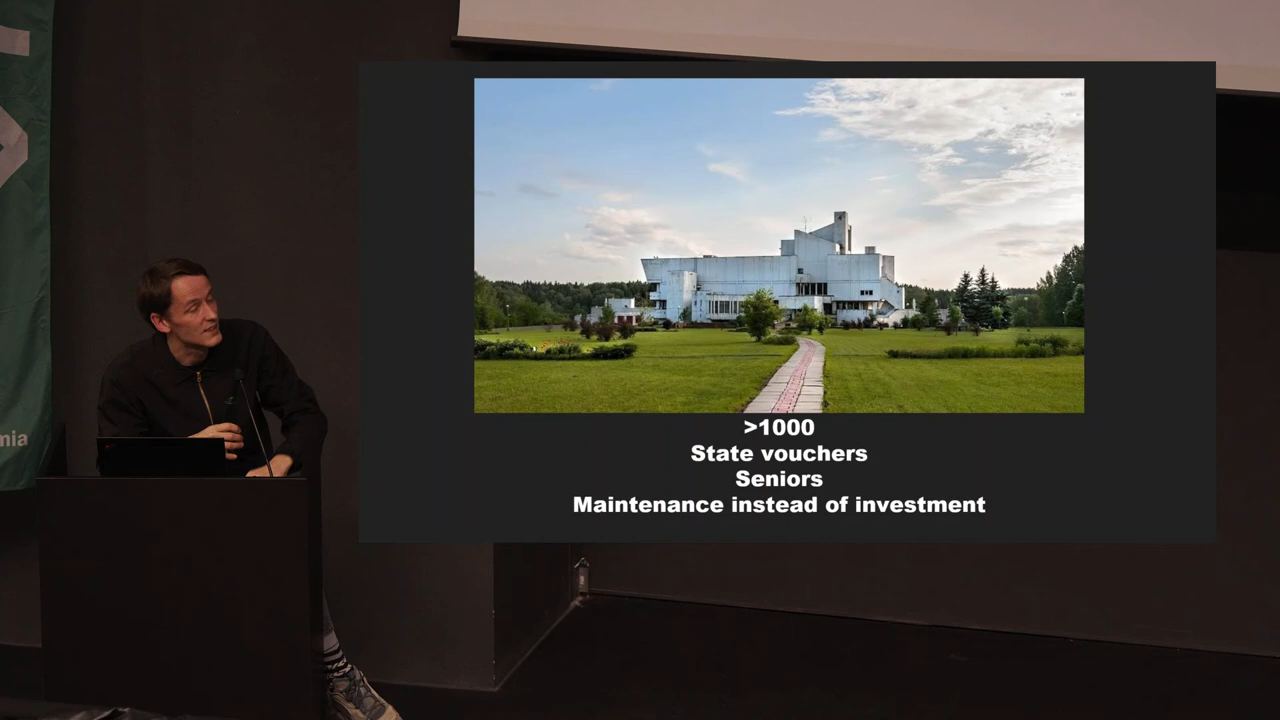 mia
>1000
State vouchers
Seniors
Maintenance instead of investment